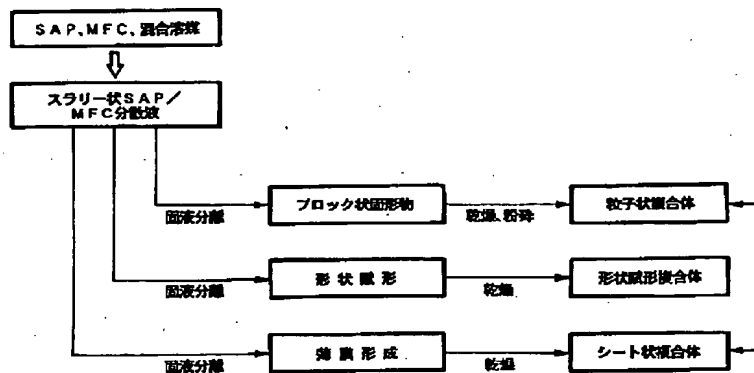 SAP、MFC、混合溶媒
スラリー状SAP/
MFC分散液
固液分離
ブロック状固形物
乾燥、粉砕
粒子状複合体
固液分離
形状賦形
乾燥
形状賦形複合体
固液分離
薄膜形成
乾燥
シート状複合体